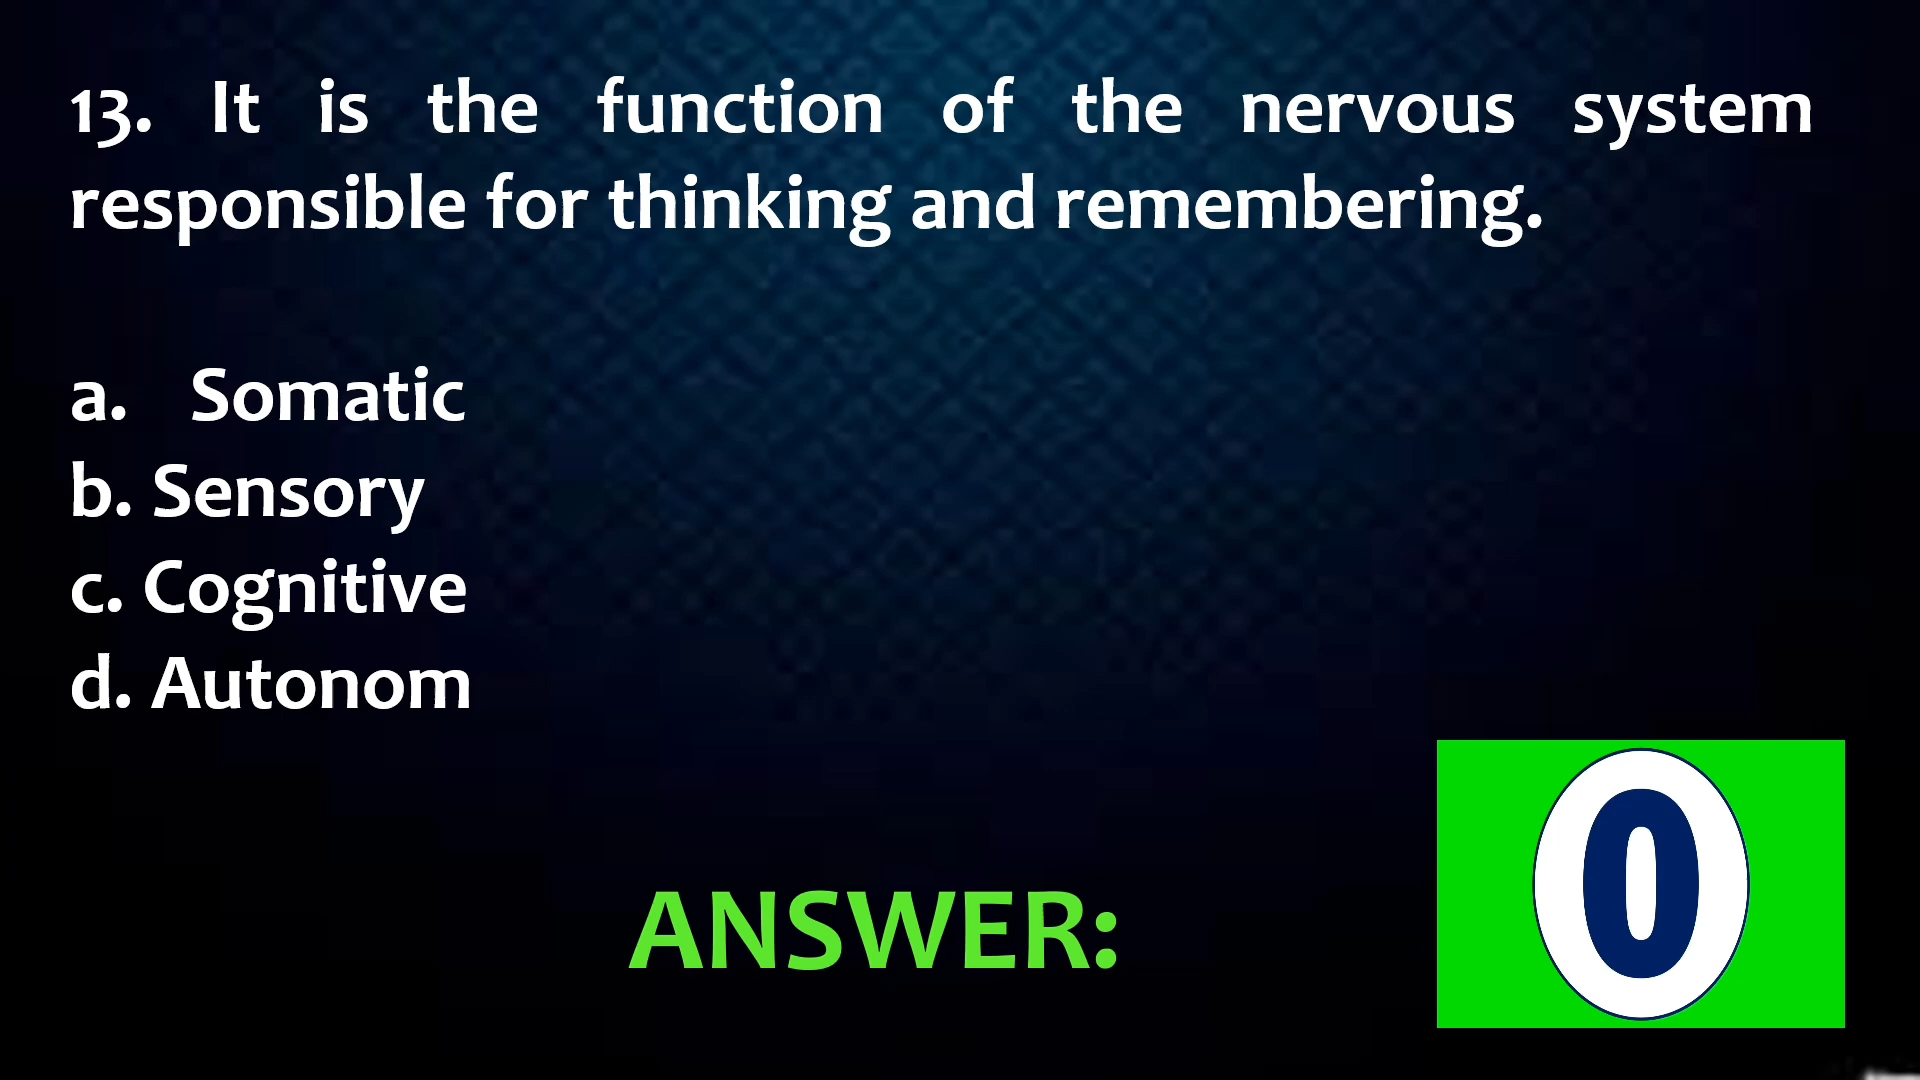 13. It is the function of the nervous system
responsible for thinking and remembering.
a. Somatic
b. Sensory
c. Cognitive
d. Autonom
ANSWER:
0